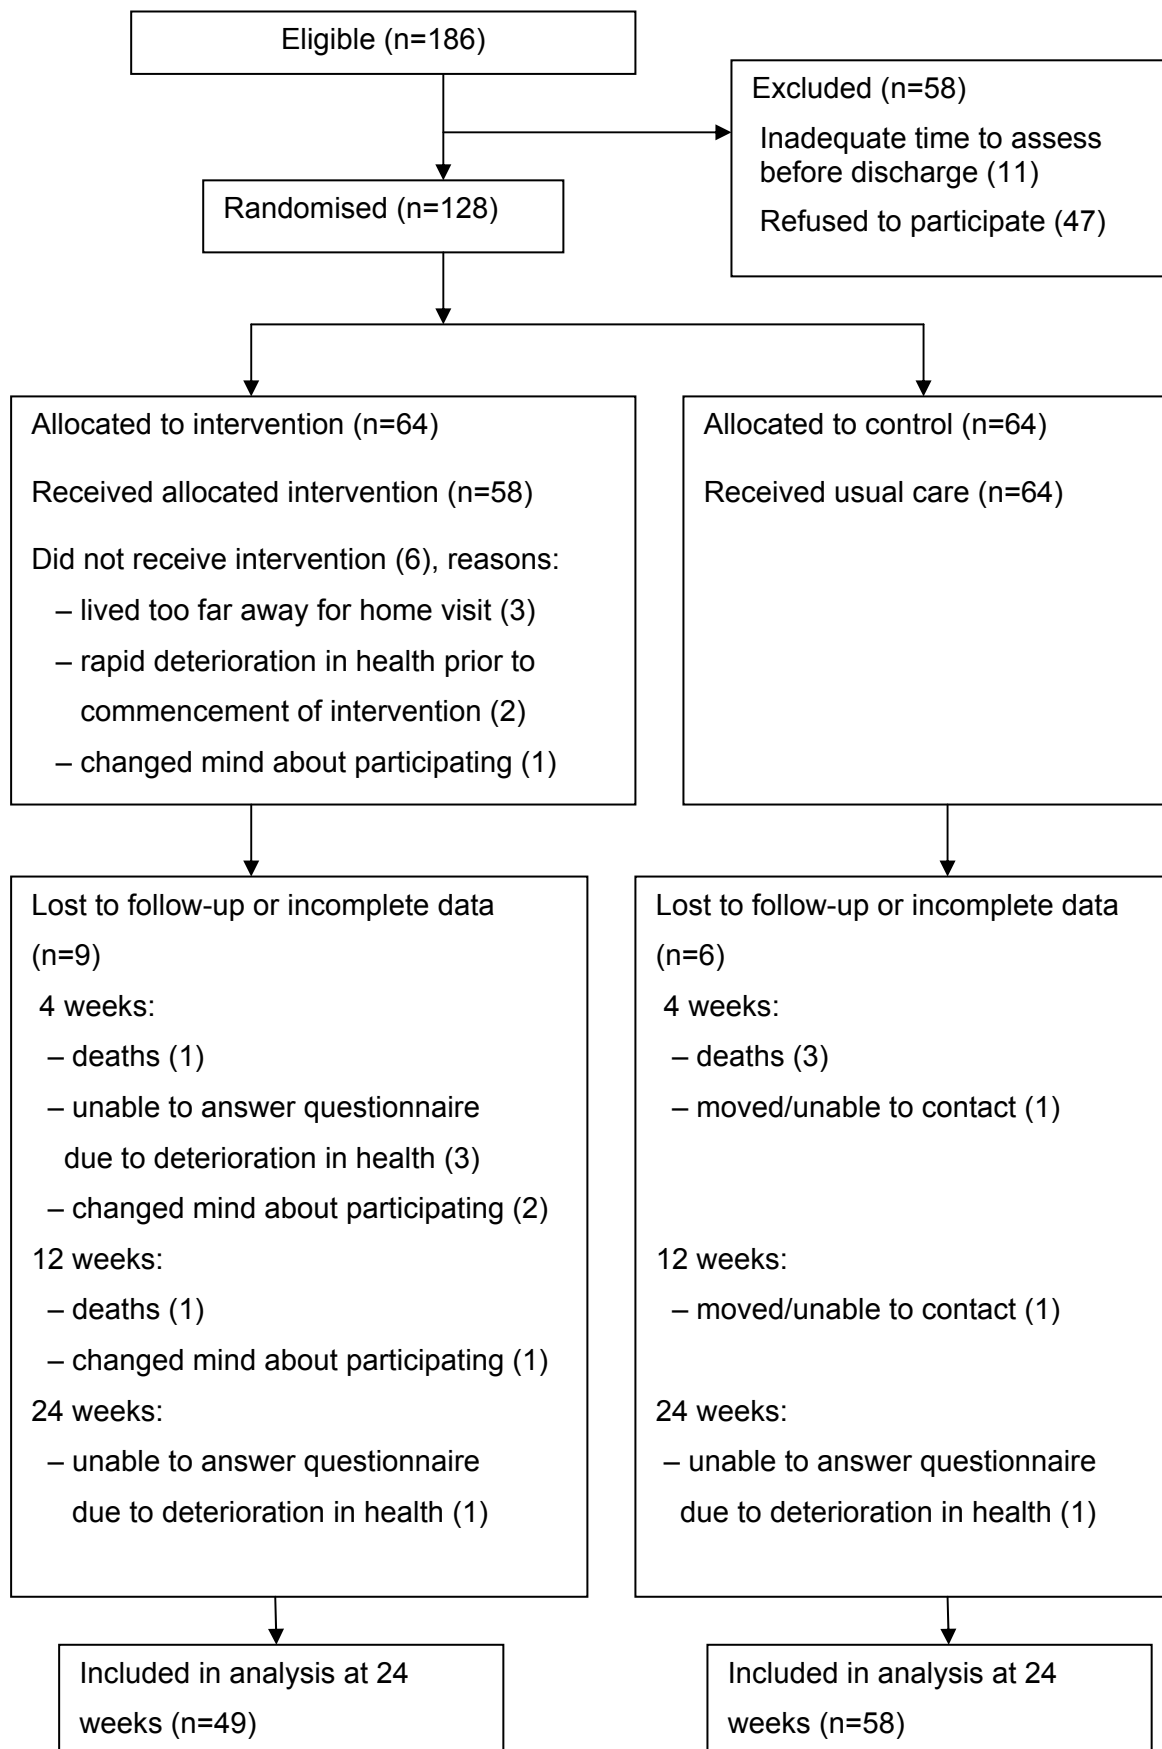 Eligible (n=186)
Excluded (n=58)
Inadequate time to assess
before discharge (11)
Refused to participate (47)
Randomised (n=128)
Allocated to intervention (n=64)
Received allocated intervention (n=58)
Did not receive intervention (6), reasons:
– lived too far away for home visit (3)
– rapid deterioration in health prior to
commencement of intervention (2)
– changed mind about participating (1)
Allocated to control (n=64)
Received usual care (n=64)
Lost to follow-up or incomplete data
(n=9)
4 weeks:
– deaths (1)
– unable to answer questionnaire
due to deterioration in health (3)
– changed mind about participating (2)
12 weeks:
– deaths (1)
– changed mind about participating (1)
24 weeks:
– unable to answer questionnaire
due to deterioration in health (1)
Lost to follow-up or incomplete data
(n=6)
4 weeks:
– deaths (3)
– moved/unable to contact (1)
12 weeks:
– moved/unable to contact (1)
24 weeks:
– unable to answer questionnaire
due to deterioration in health (1)
Included in analysis at 24
weeks (n=49)
Included in analysis at 24
weeks (n=58)